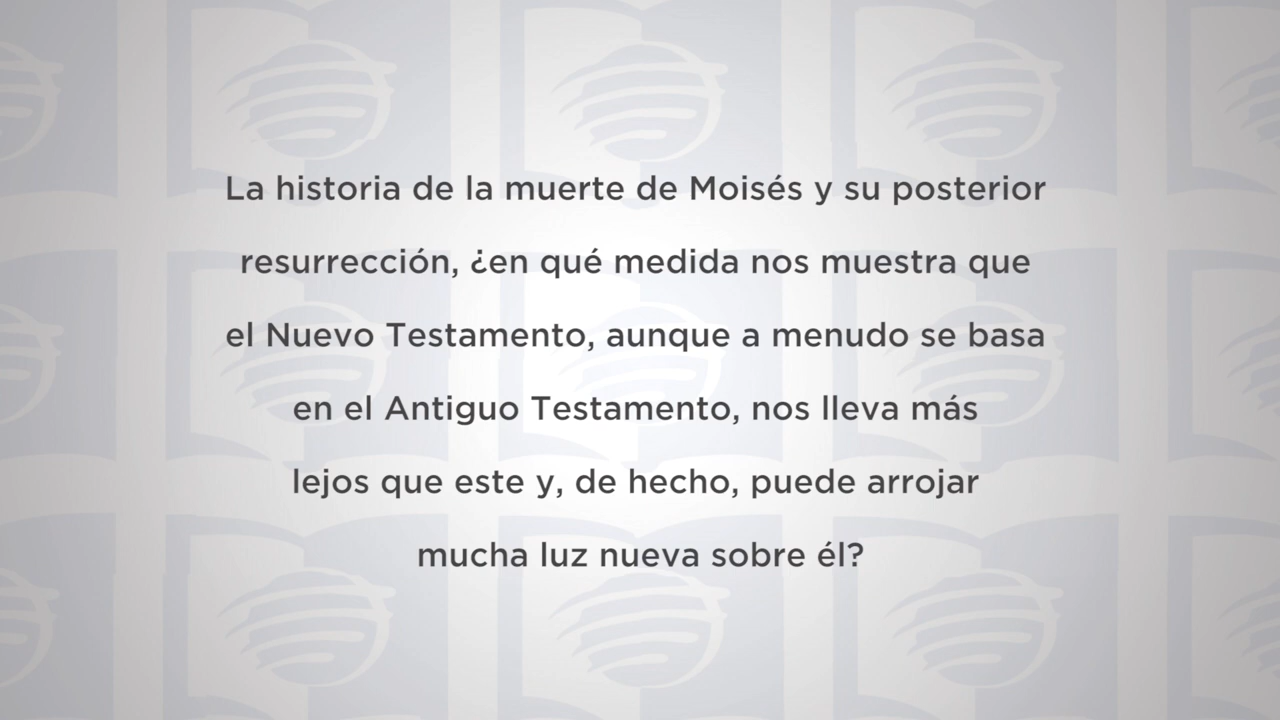 La historia de la muerte de Moisés y su posterior
resurrección, ¿en qué medida nos muestra que
el Nuevo Testamento, aunque a menudo se basa
en el Antiguo Testamento, nos lleva más
lejos que este y, de hecho, puede arrojar
mucha luz nueva sobre él?